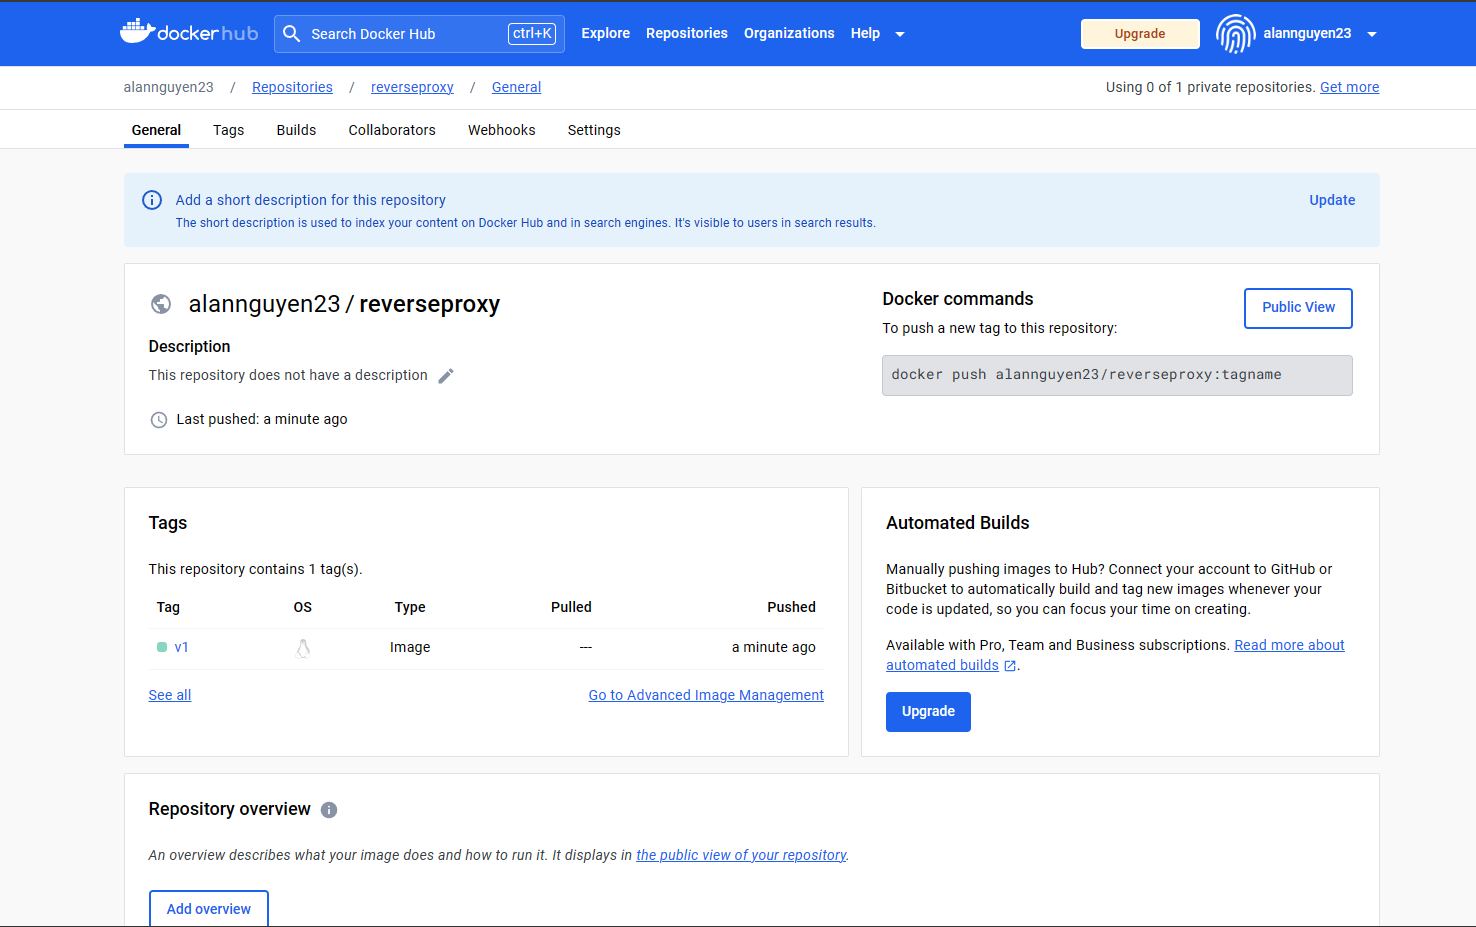 docker hub Search Docker Hub ctrl+K Explore Repositories Organizations Help Upgrade alannguyen23
alannguyen23 / Repositories / reverseproxy / General Using 0 of 1 private repositories. Get more
General Tags Builds Collaborators Webhooks Settings
Add a short description for this repository Update
The short description is used to index your content on Docker Hub and in search engines. It's visible to users in search results.
alannguyen23 / reverseproxy
Description
This repository does not have a description
Last pushed: a minute ago
Docker commands
Public View
To push a new tag to this repository:
docker push alannguyen23/reverseproxy:tagname
Tags
This repository contains 1 tag(s).
Tag OS Type Pulled Pushed
v1 Image --- a minute ago
See all Go to Advanced Image Management
Automated Builds
Manually pushing images to Hub? Connect your account to GitHub or
Bitbucket to automatically build and tag new images whenever your
code is updated, so you can focus your time on creating.
Available with Pro, Team and Business subscriptions. Read more about
automated builds.
Upgrade
Repository overview
An overview describes what your image does and how to run it. It displays in the public view of your repository.
Add overview